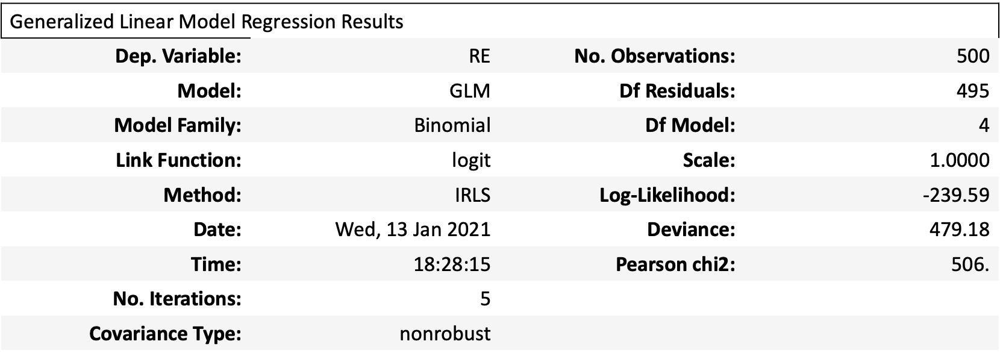 Generalized Linear Model Regression Results
Dep. Variable: RE No. Observations: 500
Model: GLM Df Residuals: 495
Model Family: Binomial Df Model: 4
Link Function: logit Scale: 1.0000
Method: IRLS Log-Likelihood: -239.59
Date: Wed, 13 Jan 2021 Deviance: 479.18
Time: 18:28:15 Pearson chi2: 506.
No. Iterations: 5
Covariance Type: nonrobust